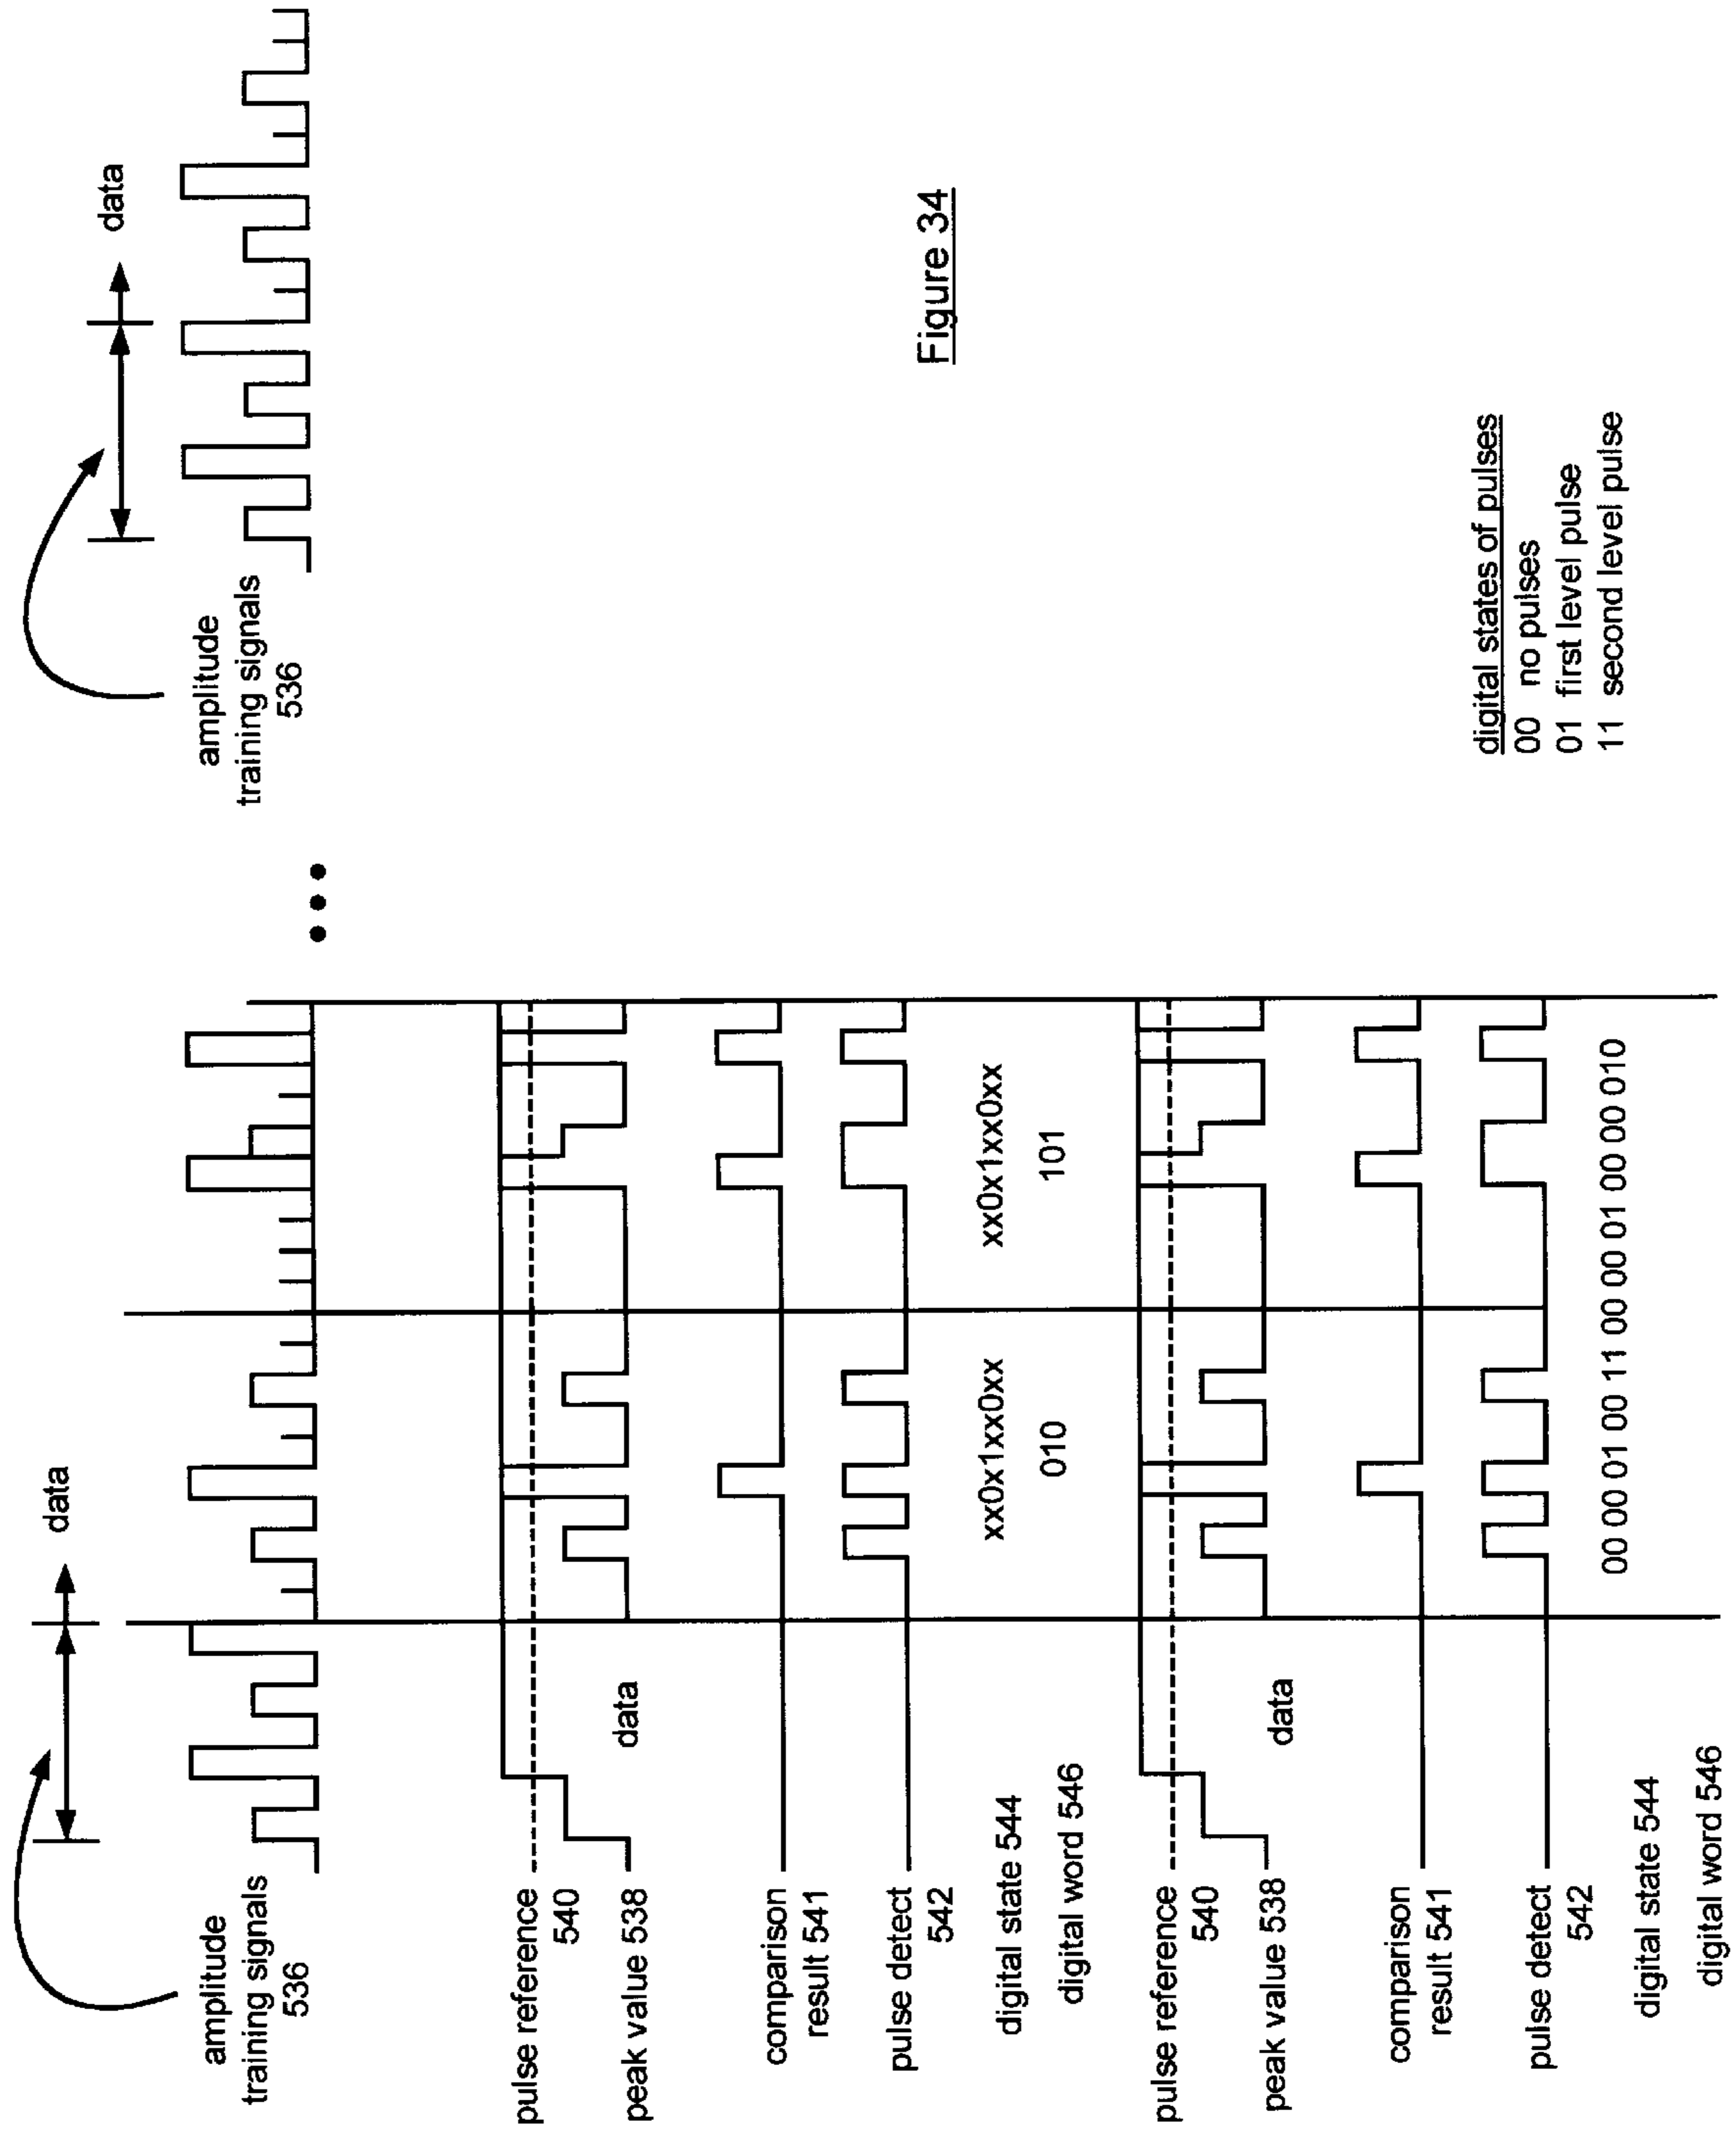 data
data
amplitude
training signals
536
amplitude
training signals
536
pulse reference
540
data
peak value 538
comparison
result 541
pulse detect
542
digital state 544
xx0x1xx0xx
xx0x1xx0xx
digital word 546
010
101
pulse reference
540
data
peak value 538
comparison
result 541
pulse detect
542
digital state 544
00 00 01 00 11 00 00 01 00 00 010
digital word 546
Figure 34
digital states of pulses
00 no pulses
01 first level pulse
11 second level pulse